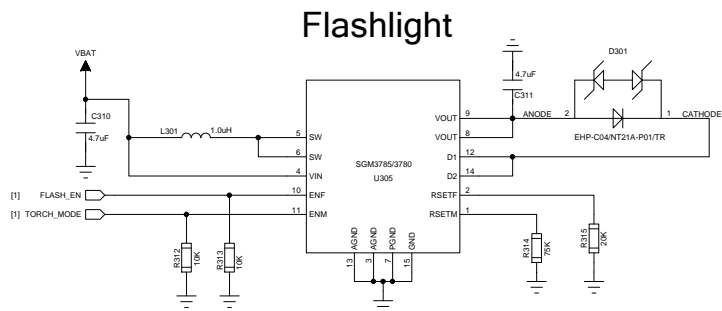 Flashlight
VBAT
D301
4.7uF
C311
C310
4.7uF
L301
1.0uH
5
SW
6
SW
4
VIN
10
ENF
11
ENM
SGM3785/3780
U305
VOUT
9
VOUT
8
D1
12
D2
14
RSETF
2
RSETM
1
ANODE
2
1
CATHODE
EHP-C04/NT21A-P01/TR
[1]
FLASH_EN
[1]
TORCH_MODE
AGND
AGND
PGND
GND
13
3
7
15
R312
10K
R313
10K
R314
75K
R315
20K